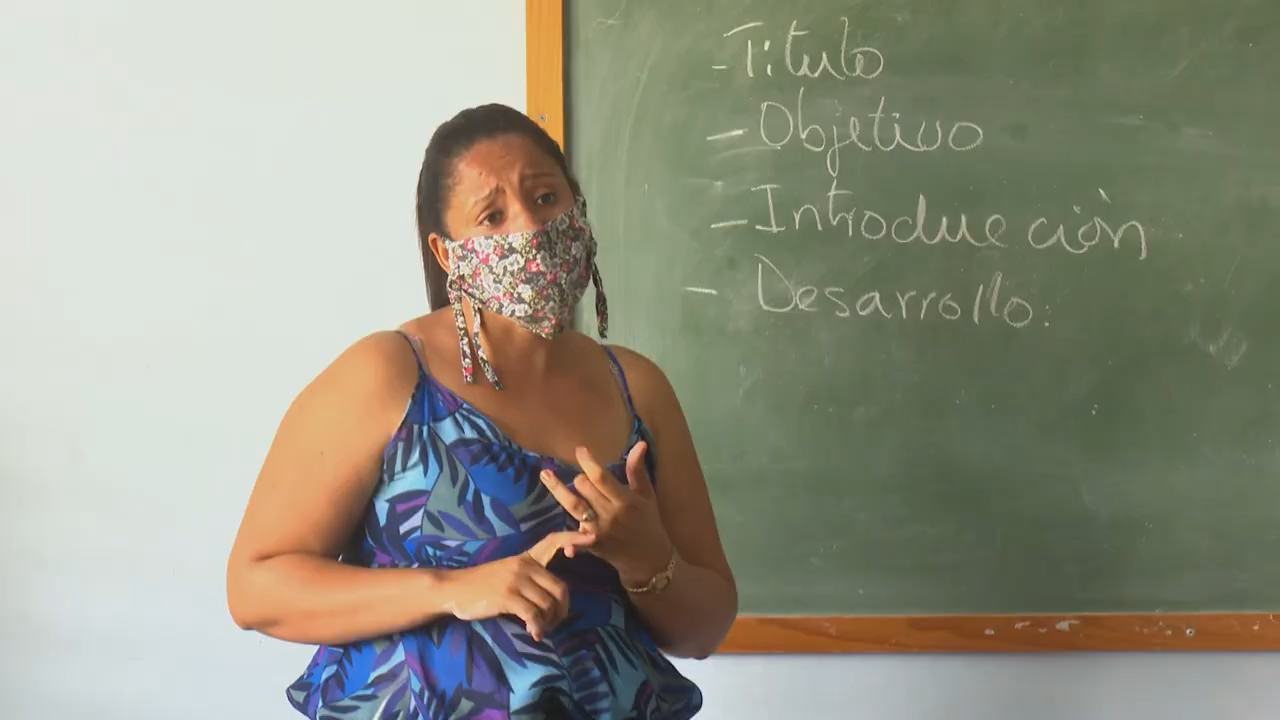 - Titulo
- Objetivo
- Introducción
- Desarrollo: